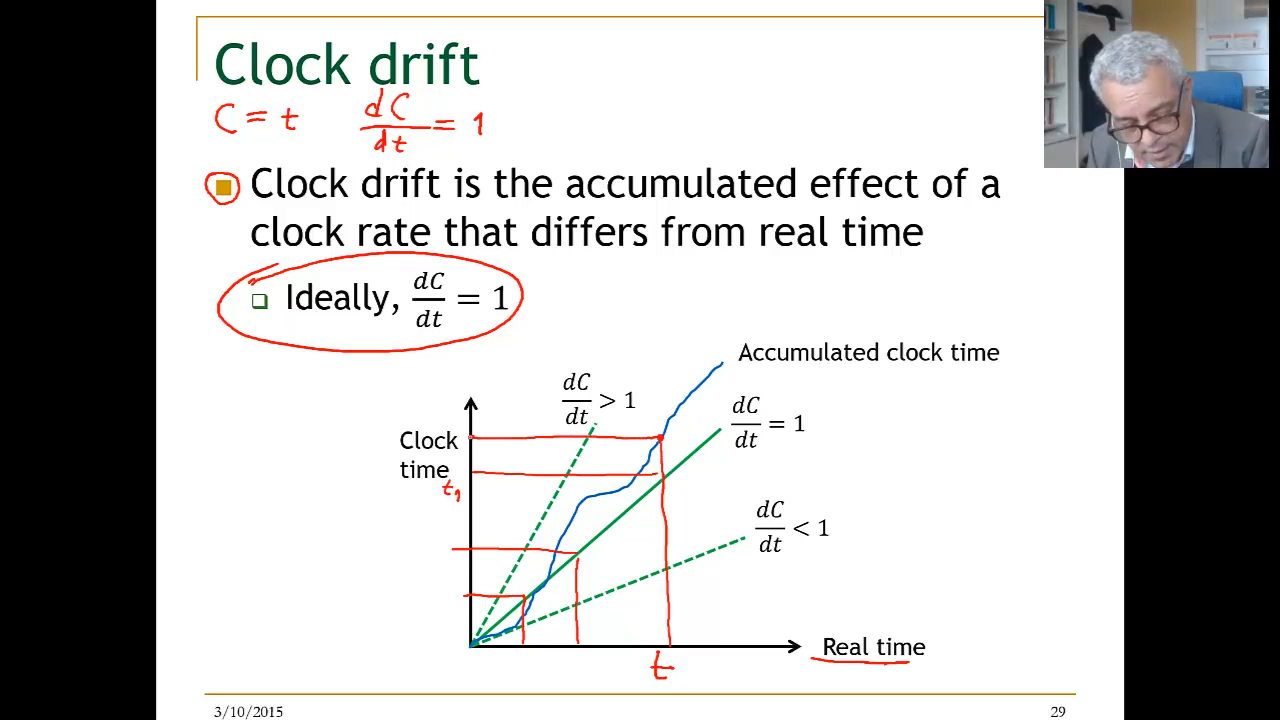 Clock drift
C = t dC/dt = 1
Clock drift is the accumulated effect of a
clock rate that differs from real time
Ideally, dC/dt = 1
Accumulated clock time
dC/dt > 1
dC/dt = 1
Clock
time
t₁
dC/dt < 1
Real time
t
3/10/2015
29